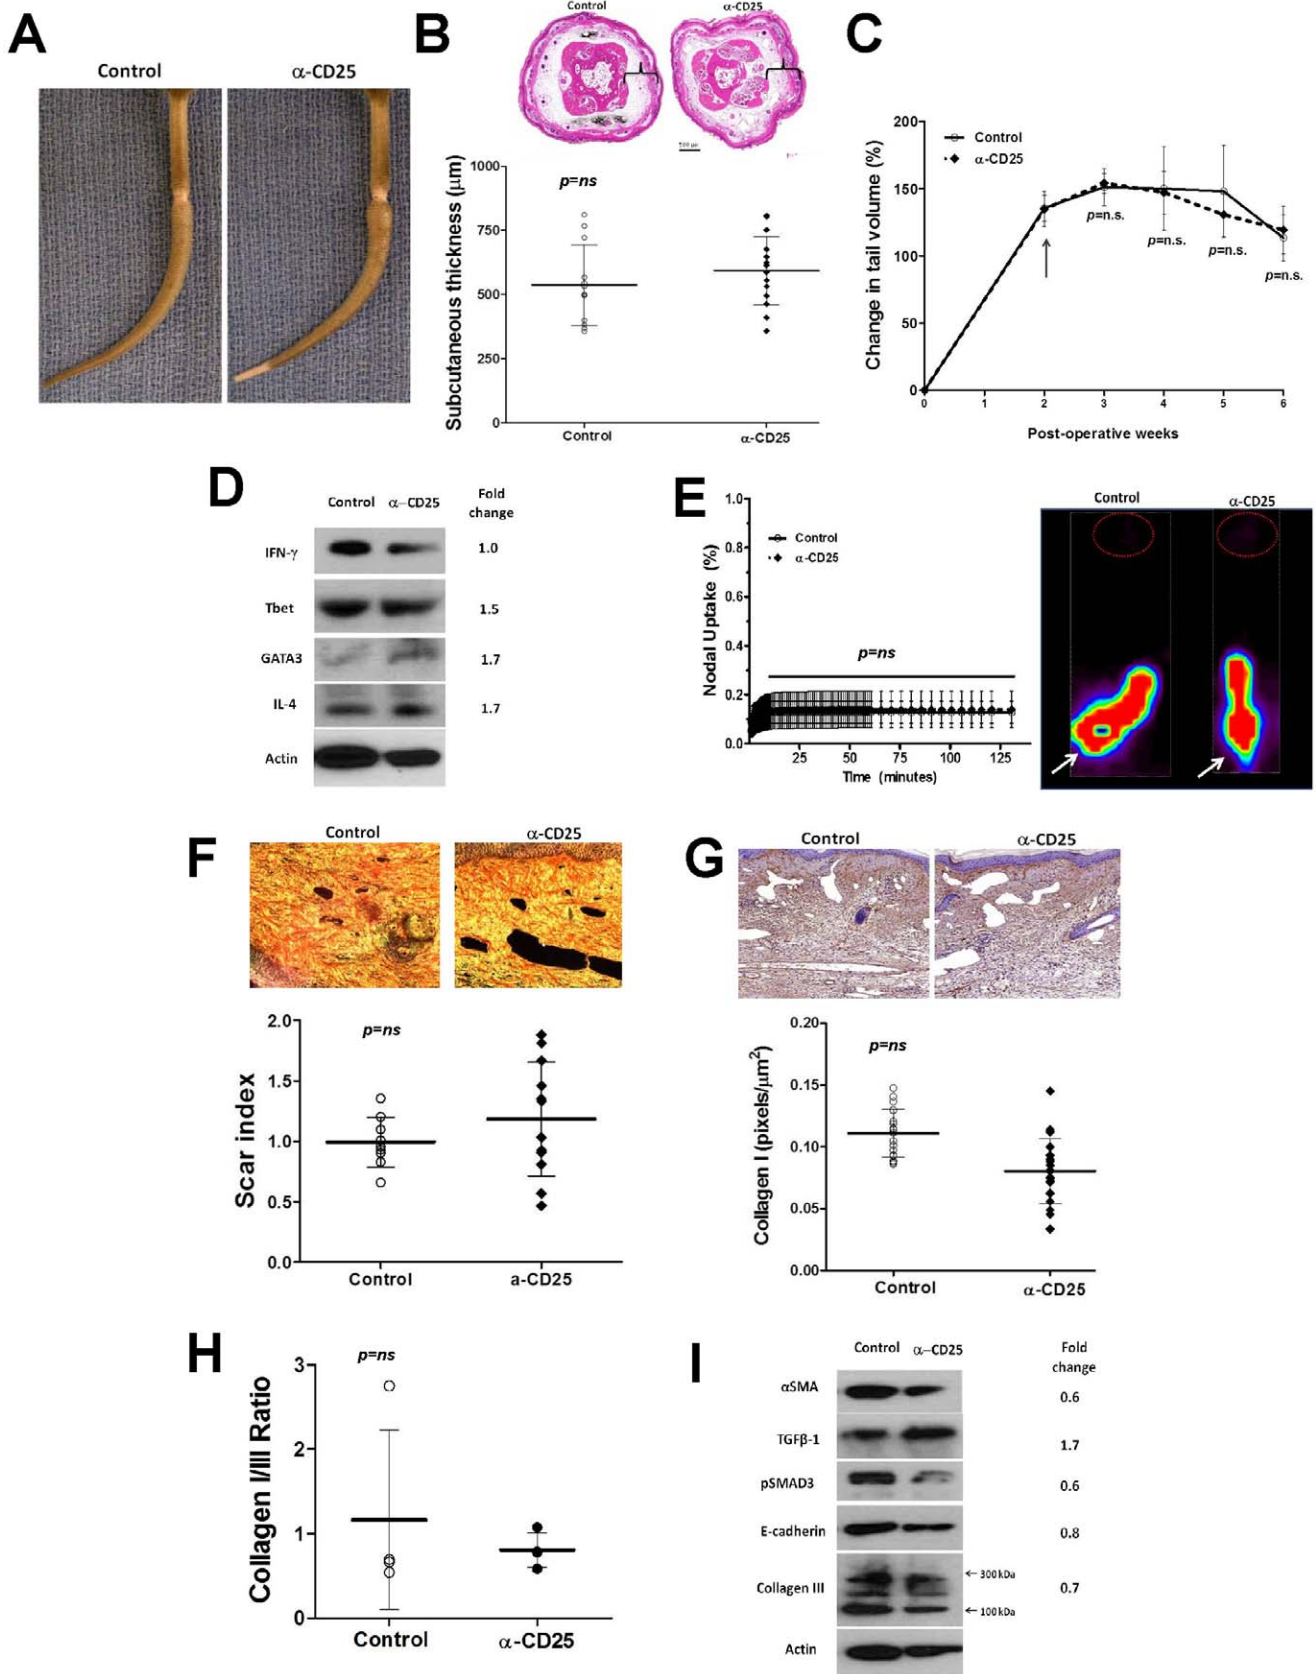 A
Control
α-CD25
B
Control
α-CD25
Subcutaneous thickness (μm)
1000
750
500
250
0
p=ns
Control
α-CD25
C
Change in tail volume (%)
200
150
100
50
0
Control
α-CD25
p=n.s.
p=n.s.
p=n.s.
p=n.s.
0
1
2
3
4
5
6
Post-operative weeks
D
Control
α–CD25
Fold
change
IFN-γ
1.0
Tbet
1.5
GATA3
1.7
IL-4
1.7
Actin
E
Nodal Uptake (%)
1.0
0.8
0.6
0.4
0.2
0.0
Control
α-CD25
p=ns
25
50
75
100
125
Time (minutes)
Control
α-CD25
F
Control
α-CD25
Scar index
2.0
1.5
1.0
0.5
0.0
p=ns
Control
a-CD25
G
Control
α-CD25
Collagen I (pixels/μm2)
0.20
0.15
0.10
0.05
0.00
p=ns
Control
α-CD25
H
Collagen I/III Ratio
3
2
1
0
p=ns
Control
α-CD25
I
Control
α–CD25
Fold
change
αSMA
0.6
TGFβ-1
1.7
pSMAD3
0.6
E-cadherin
0.8
Collagen III
300kDa
0.7
100kDa
Actin